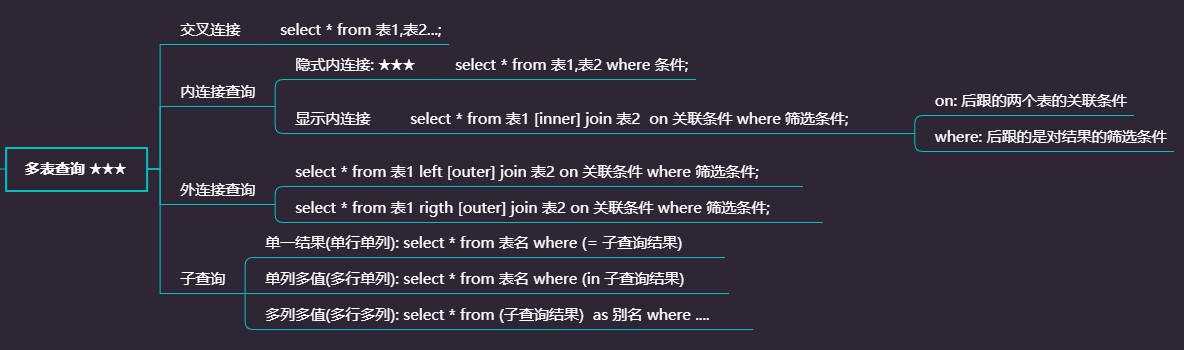 多表查询 ★★★
交叉连接 select * from 表1,表2...;
内连接查询
隐式内连接: ★★★ select * from 表1,表2 where 条件;
显示内连接 select * from 表1 [inner] join 表2 on 关联条件 where 筛选条件;
on: 后跟的两个表的关联条件
where: 后跟的是对结果的筛选条件
外连接查询
select * from 表1 left [outer] join 表2 on 关联条件 where 筛选条件;
select * from 表1 rigth [outer] join 表2 on 关联条件 where 筛选条件;
子查询
单一结果(单行单列): select * from 表名 where (= 子查询结果)
单列多值(多行单列): select * from 表名 where (in 子查询结果)
多列多值(多行多列): select * from (子查询结果) as 别名 where ....